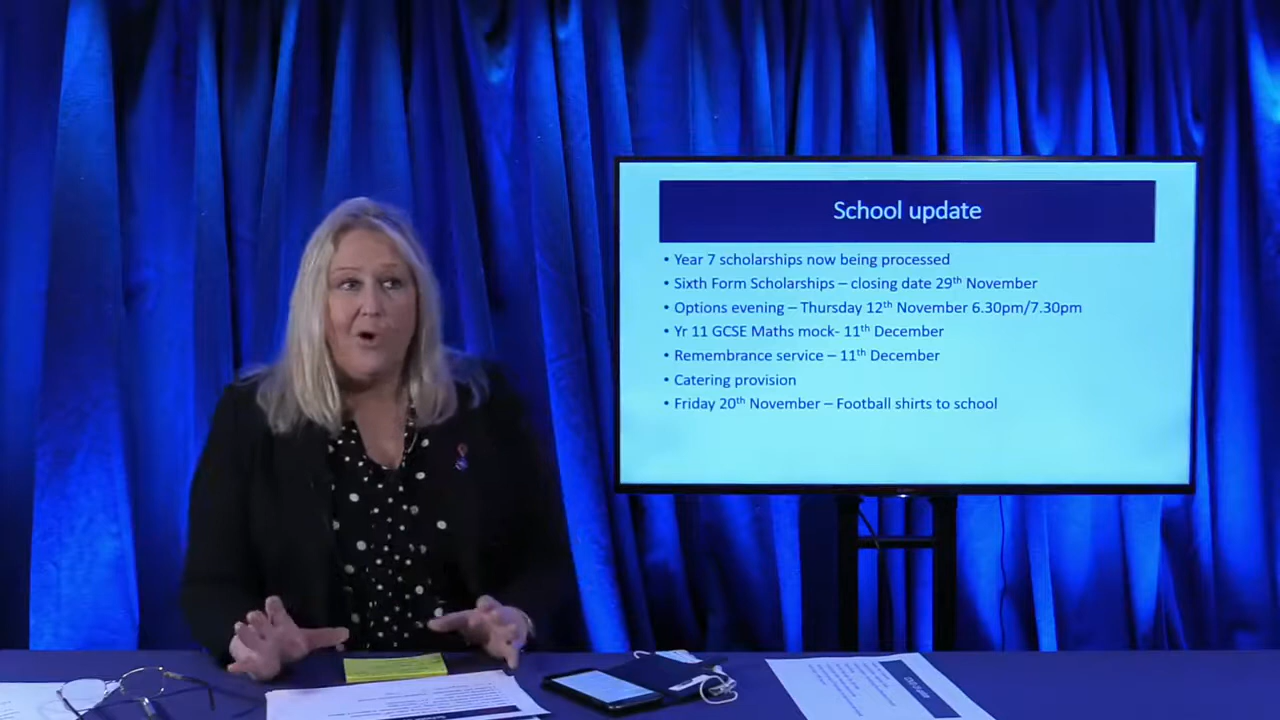 School update
• Year 7 scholarships now being processed
• Sixth Form Scholarships – closing date 29th November
• Options evening – Thursday 12th November 6.30pm/7.30pm
• Yr 11 GCSE Maths mock- 11th December
• Remembrance service – 11th December
• Catering provision
• Friday 20th November – Football shirts to school